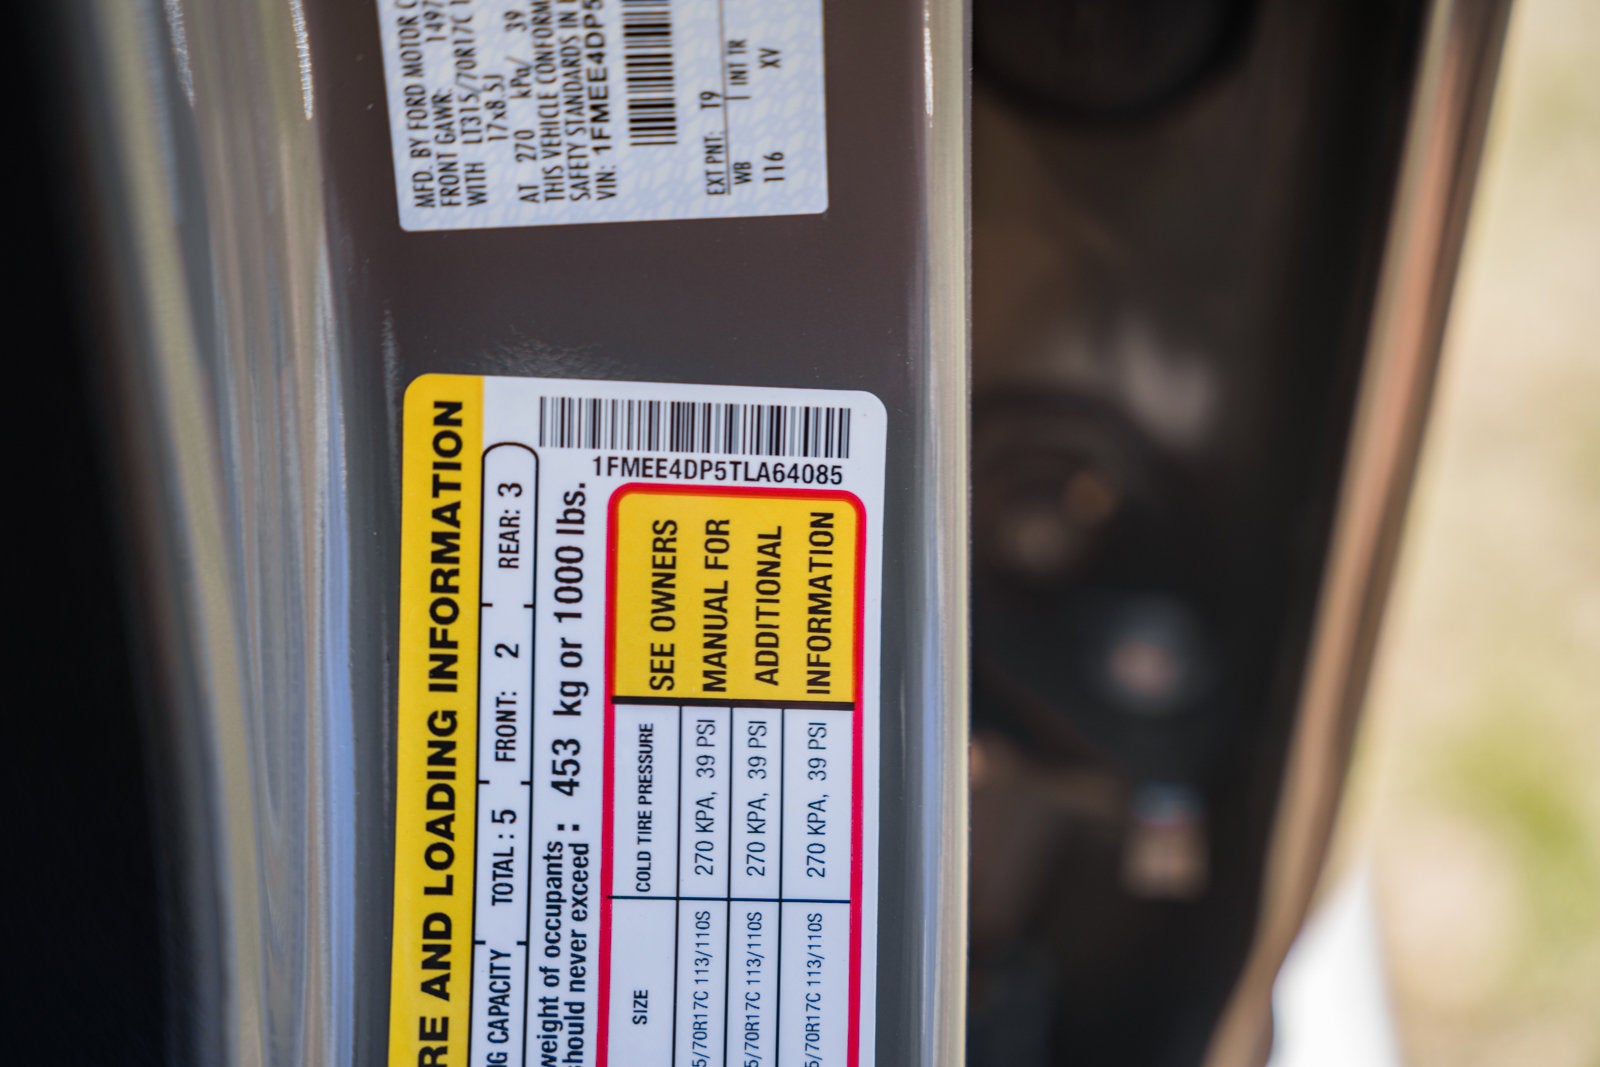 MFD. BY FORD MOTOR C
FRONT GAWR: 149
WITH LT315/70R17C
17x8.5J
AT 270 kPa/ 39
THIS VEHICLE CONFORM
SAFETY STANDARDS IN
VIN: 1FMEE4DP5
EXT PNT: T9
WB INT TR
116 XV
RE AND LOADING INFORMATION
NG CAPACITY TOTAL : 5 FRONT: 2 REAR: 3
weight of occupants :
should never exceed : 453 kg or 1000 lbs.
1FMEE4DP5TLA64085
SIZE COLD TIRE PRESSURE
5/70R17C 113/110S 270 KPA, 39 PSI
5/70R17C 113/110S 270 KPA, 39 PSI
5/70R17C 113/110S 270 KPA, 39 PSI
SEE OWNERS
MANUAL FOR
ADDITIONAL
INFORMATION